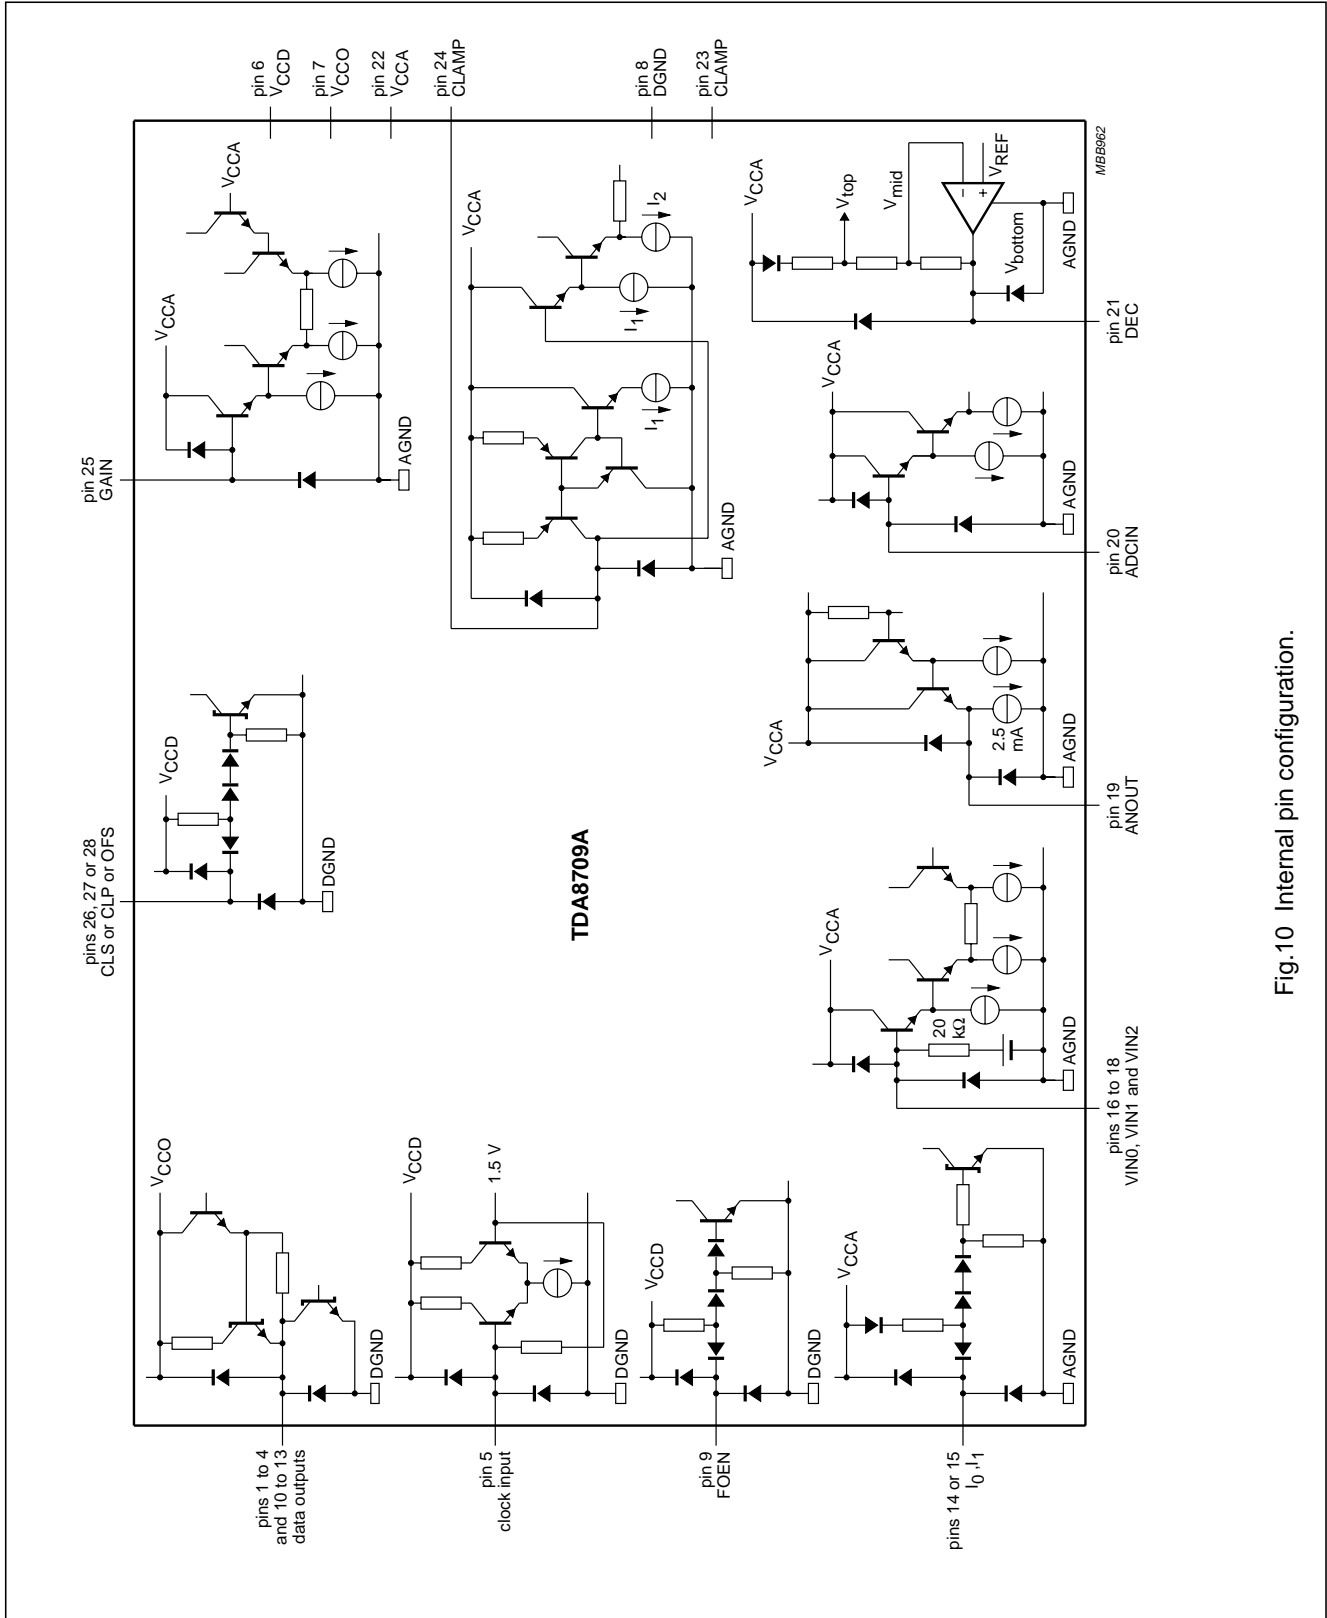 pin 6
VCCD
pin 7
VCCO
pin 22
VCCA
pin 24
CLAMP
pin 8
DGND
pin 23
CLAMP
VCCA
VCCA
pin 25
GAIN
AGND
VCCA
I1
I1
I2
AGND
VCCA
Vtop
Vmid
VREF
Vbottom
AGND
pin 21
DEC
MBB962
pins 26, 27 or 28
CLS or CLP or OFS
VCCD
DGND
TDA8709A
VCCA
AGND
pin 20
ADCIN
VCCA
2.5
mA
AGND
pin 19
ANOUT
VCCA
20
kΩ
AGND
pins 16 to 18
VIN0, VIN1 and VIN2
VCCO
DGND
pins 1 to 4
and 10 to 13
data outputs
VCCD
1.5 V
DGND
pin 5
clock input
VCCD
DGND
pin 9
FOEN
VCCA
AGND
pins 14 or 15
I0 ,I1
Fig.10 Internal pin configuration.